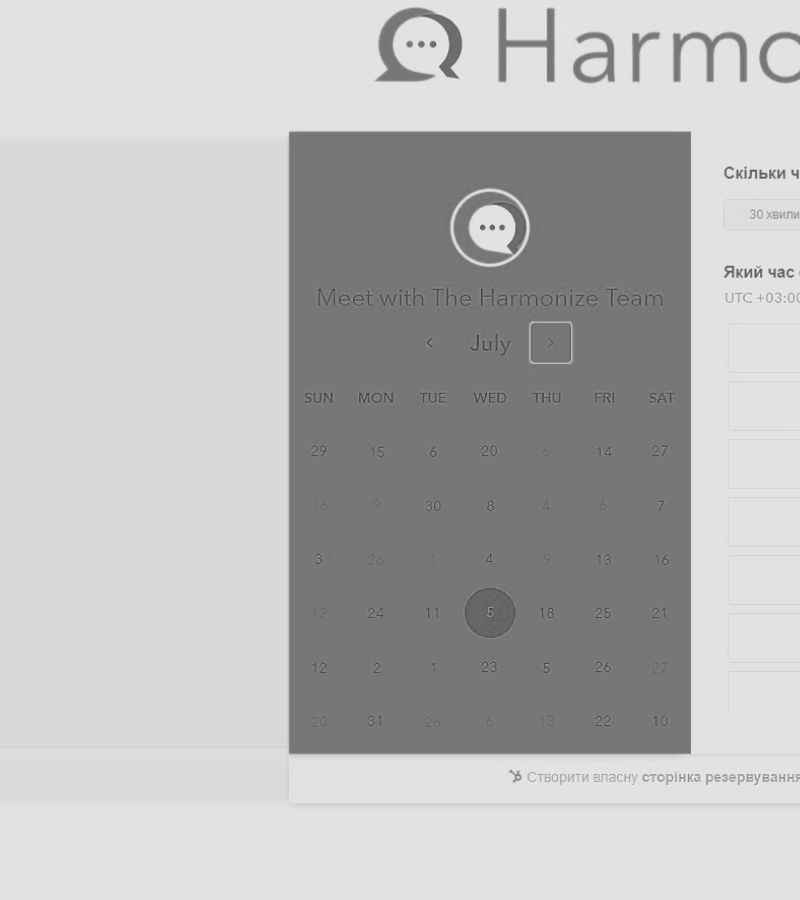 Harmo
Meet with The Harmonize Team
July
SUN MON TUE WED THU FRI SAT
29 15 6 20 6 14 27
16 9 30 8 4 6 7
3 26 1 4 9 13 16
12 24 11 5 18 25 21
12 2 1 23 5 26 27
20 31 28 6 13 22 10
Скільки ч
30 хвили
Який час
UTC +03:00
Створити власну сторінка резервування